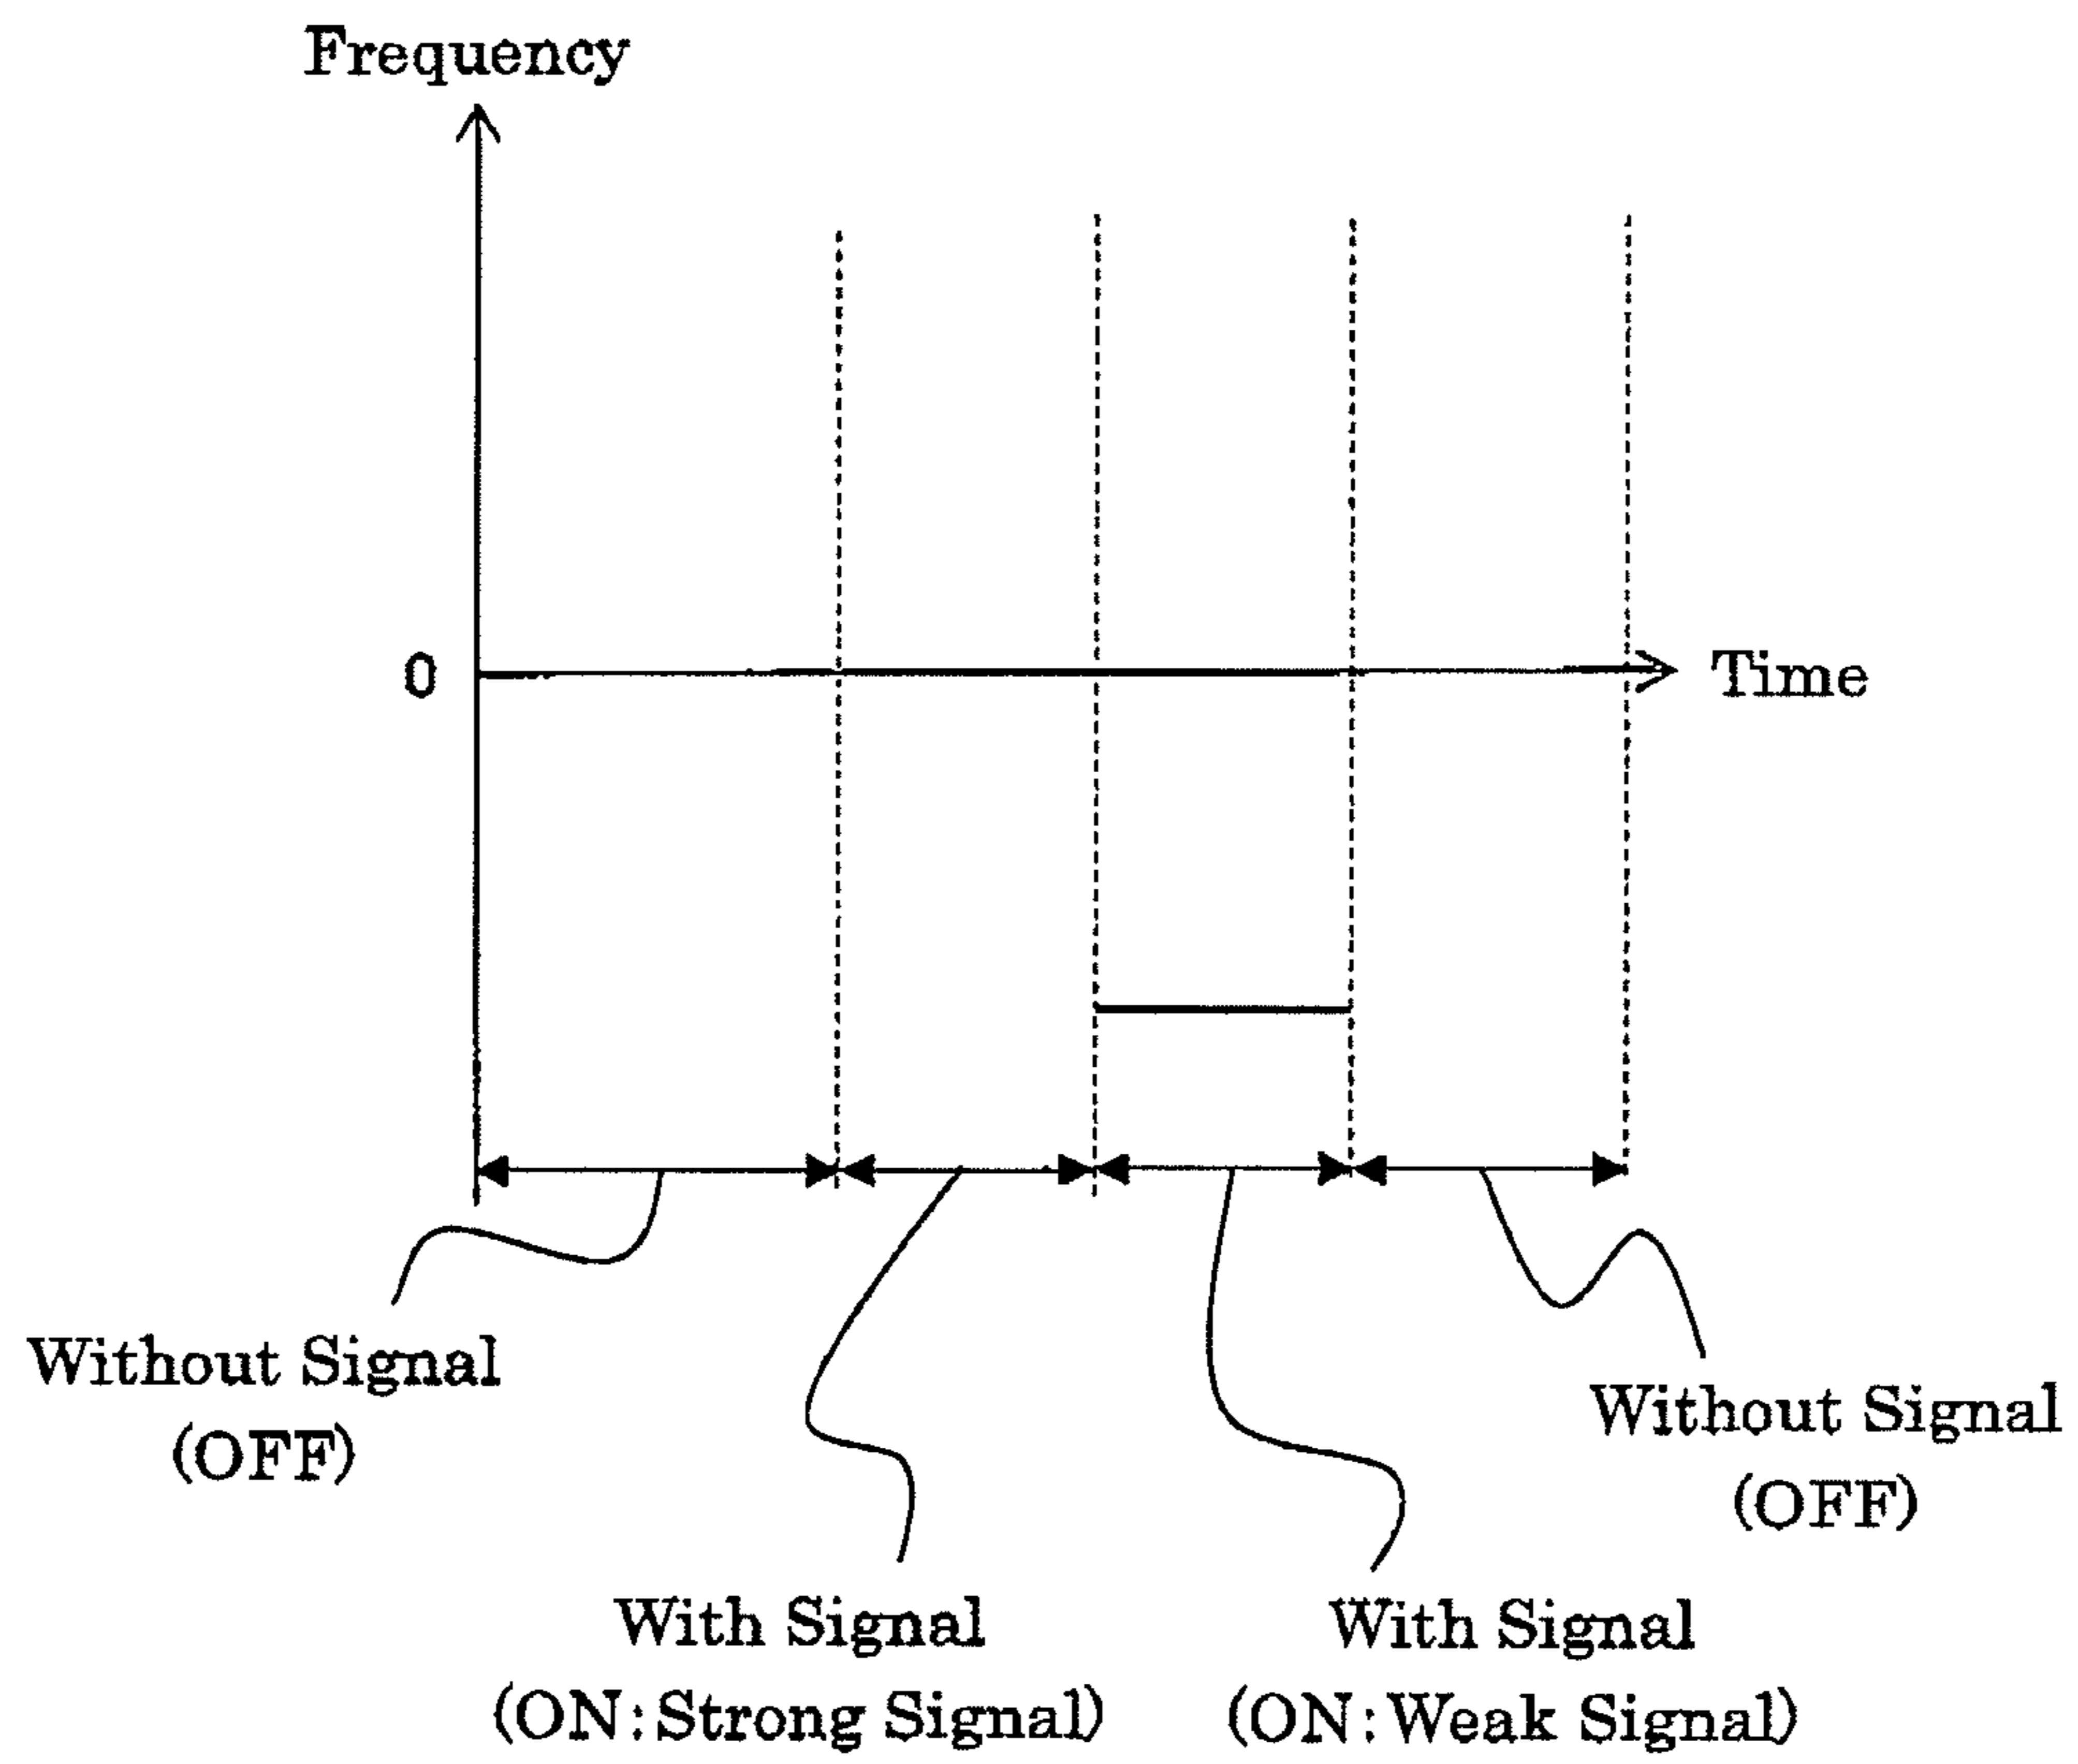 Frequency
0
Time
Without Signal
(OFF)
With Signal
(ON:Strong Signal)
With Signal
(ON:Weak Signal)
Without Signal
(OFF)